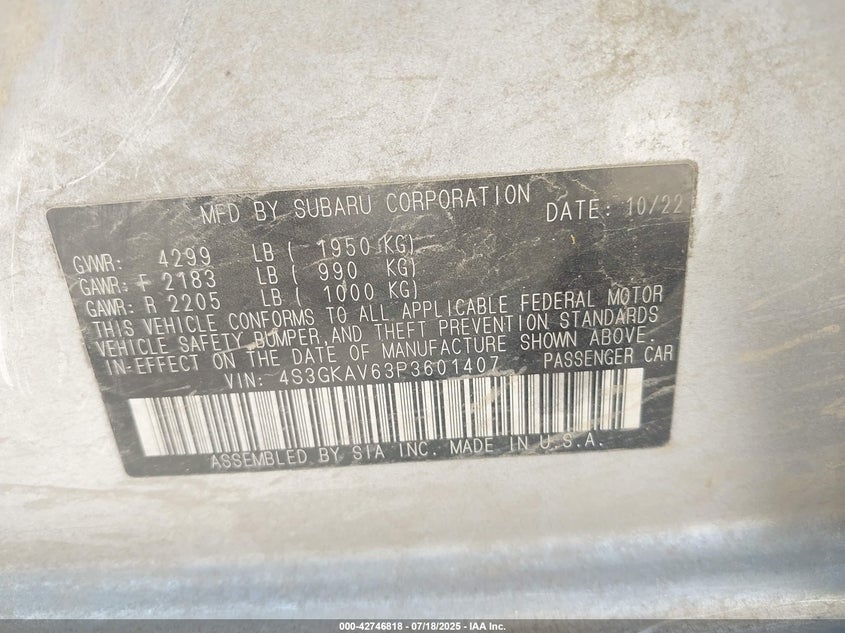 MFD BY SUBARU CORPORATION DATE: 10/22
GVWR: 4299 LB ( 1950 KG)
GAWR: F 2183 LB ( 990 KG)
GAWR: R 2205 LB ( 1000 KG)
THIS VEHICLE CONFORMS TO ALL APPLICABLE FEDERAL MOTOR
VEHICLE SAFETY, BUMPER, AND THEFT PREVENTION STANDARDS
IN-EFFECT ON THE DATE OF MANUFACTURE SHOWN ABOVE.
VIN: 4S3GKAV63P3601407 PASSENGER CAR
ASSEMBLED BY SIA INC. MADE IN U.S.A.
000-42746818 - 07/18/2025 - IAA Inc.